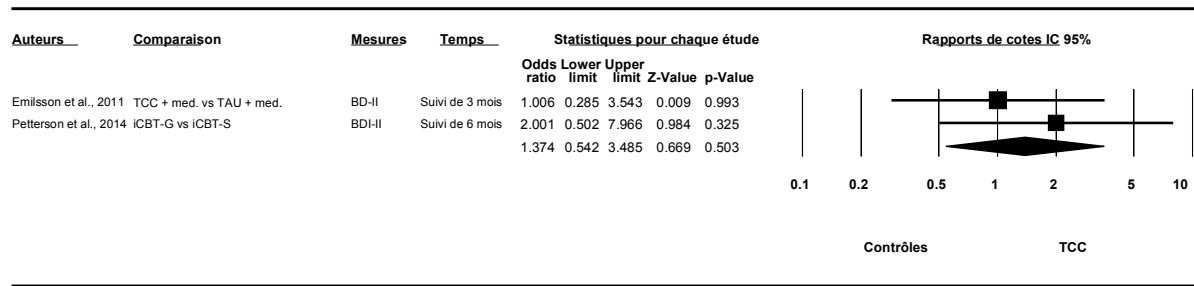 Auteurs Comparaison Mesures Temps Statistiques pour chaque étude Rapports de cotes IC 95%
Odds Lower Upper
ratio limit limit Z-Value p-Value
Emilsson et al., 2011 TCC + med. vs TAU + med. BD-II Suivi de 3 mois 1.006 0.285 3.543 0.009 0.993
Petterson et al., 2014 iCBT-G vs iCBT-S BDI-II Suivi de 6 mois 2.001 0.502 7.966 0.984 0.325
1.374 0.542 3.485 0.669 0.503
0.1 0.2 0.5 1 2 5 10
Contrôles TCC